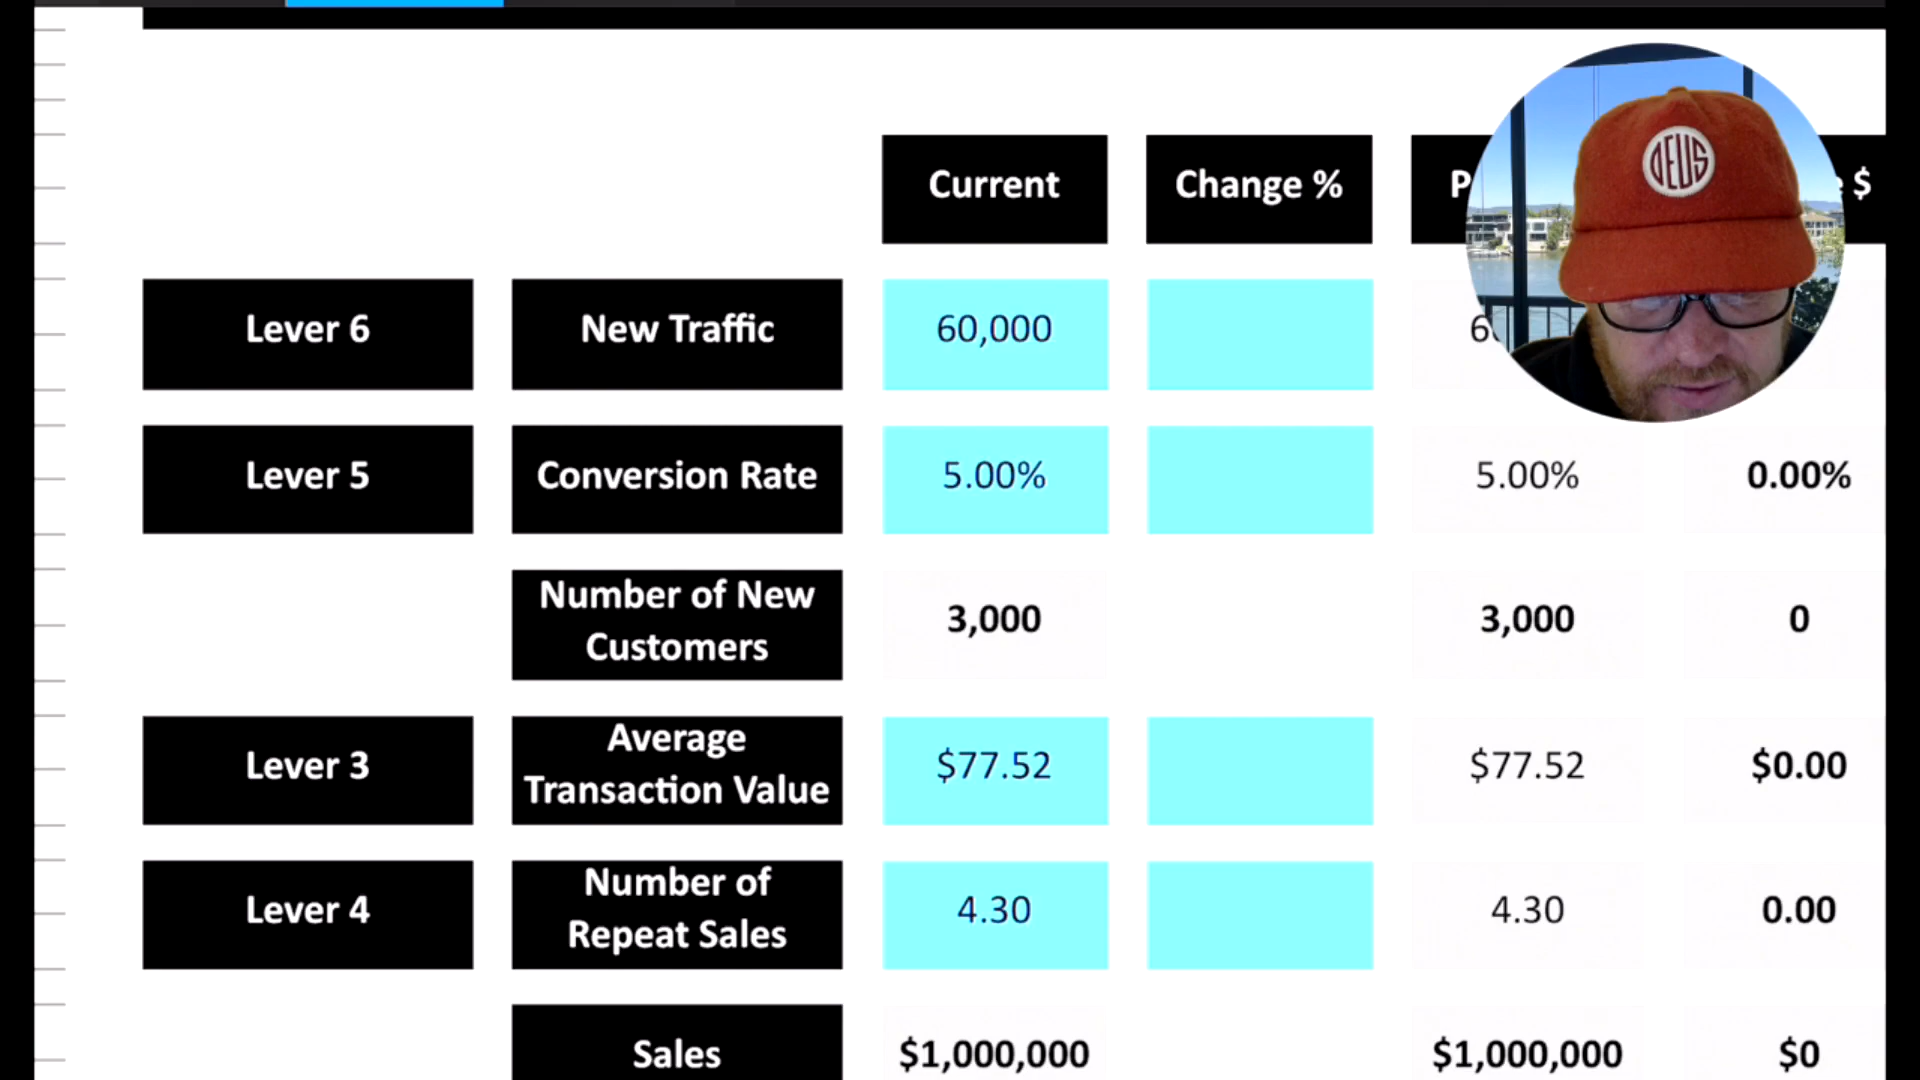 Current Change % $
DEUS
Lever 6 New Traffic 60,000
Lever 5 Conversion Rate 5.00% 5.00% 0.00%
Number of New
Customers 3,000 3,000 0
Lever 3 Average
Transaction Value $77.52 $77.52 $0.00
Lever 4 Number of
Repeat Sales 4.30 4.30 0.00
Sales $1,000,000 $1,000,000 $0